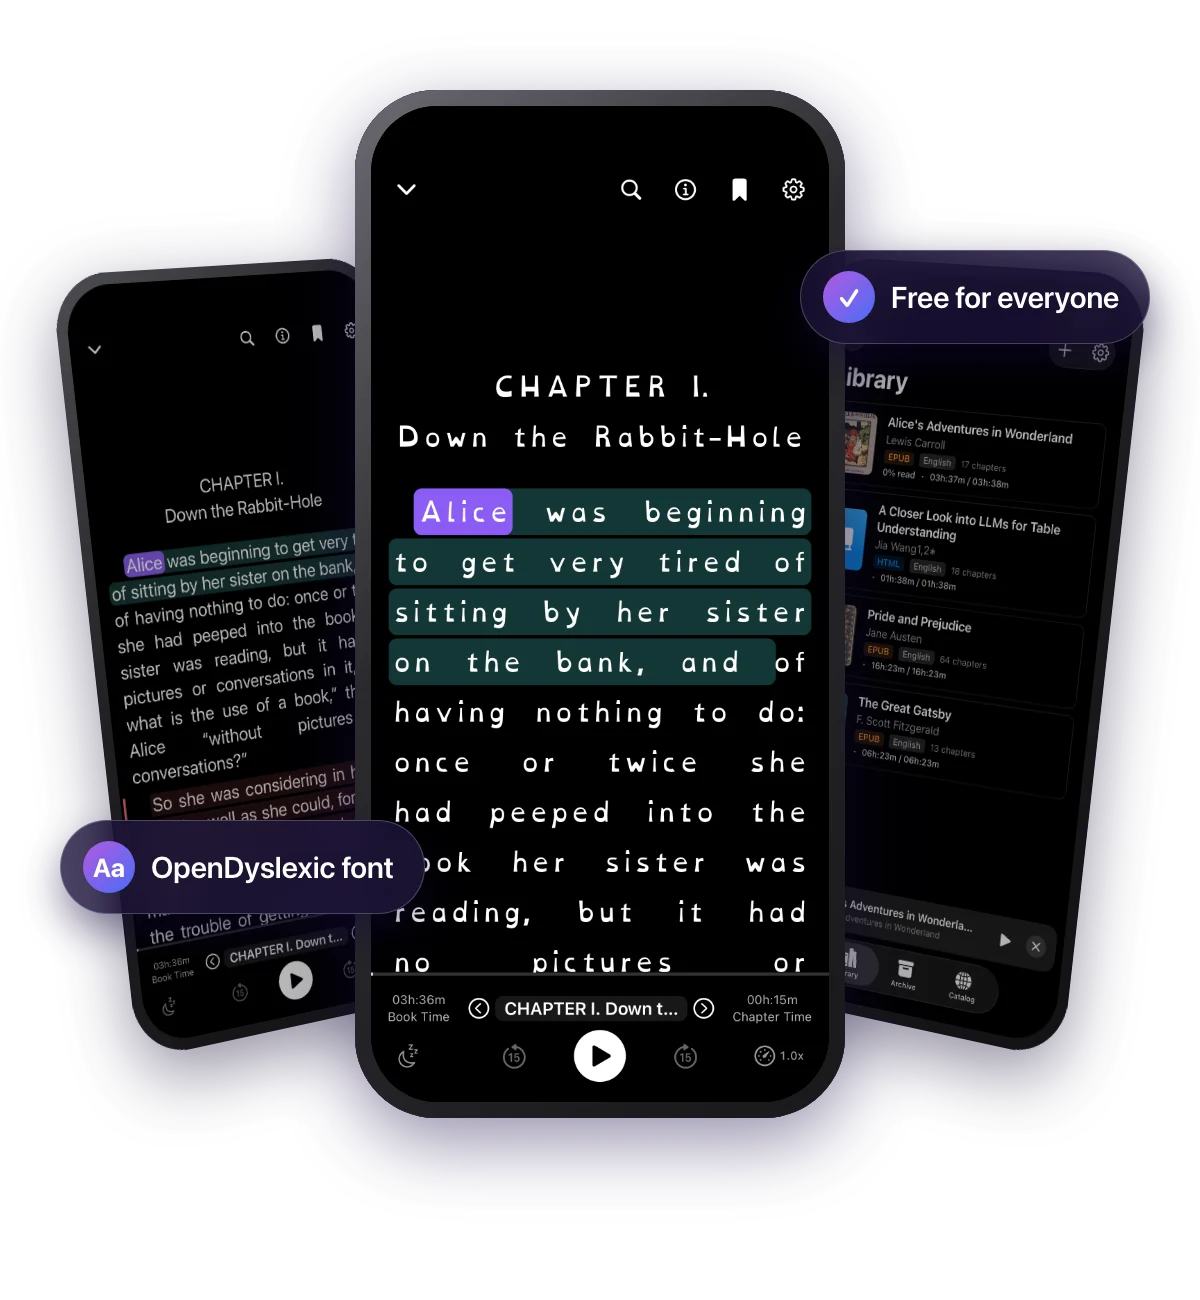 CHAPTER I.
Down the Rabbit-Hole
Alice was beginning to get very
of sitting by her sister on the bank,
of having nothing to do: once or
she had peeped into the book
sister was reading, but it
pictures or conversations in it,
what is the use of a book,"
Alice "without pictures
conversations?"
So she was considering in
as she could, for
the trouble of
03h:36m
Book Time
CHAPTER I. Down t...
15
15
Aa OpenDyslexic font
CHAPTER I.
Down the Rabbit-Hole
Alice was beginning
to get very tired of
sitting by her sister
on the bank, and of
having nothing to do:
once or twice she
had peeped into the
her sister was
reading, but it had
no pictures or
03h:36m
Book Time
CHAPTER I. Down t...
00h:15m
Chapter Time
zzz
15
15
1.0x
Free for everyone
Alice's Adventures in Wonderland
Lewis Carroll
EPUB English 17 chapters
0% read · 03h:37m / 03h:38m
A Closer Look into LLMs for Table
Understanding
Jia Wang1,2*
HTML English 18 chapters
· 01h:38m / 01h:38m
Pride and Prejudice
Jane Austen
EPUB English 64 chapters
· 16h:23m / 16h:23m
The Great Gatsby
F. Scott Fitzgerald
EPUB English 13 chapters
· 06h:23m / 06h:23m
Adventures in Wonderla...
Adventures in Wonderland
Archive
Catalog